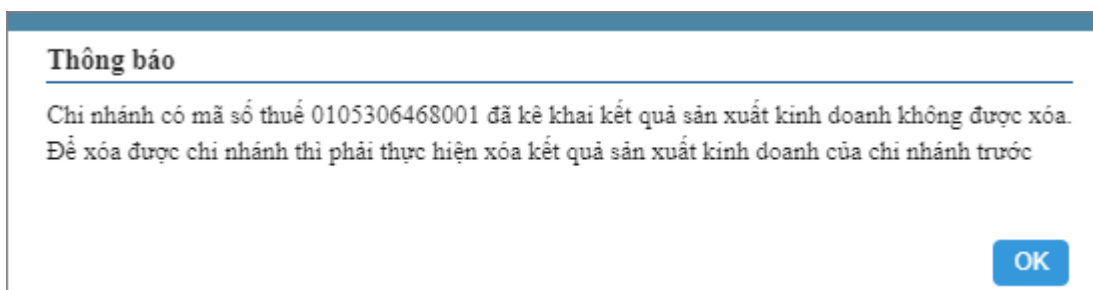 Thông báo
Chi nhánh có mã số thuế 0105306468001 đã kê khai kết quả sản xuất kinh doanh không được xóa.
Để xóa được chi nhánh thì phải thực hiện xóa kết quả sản xuất kinh doanh của chi nhánh trước
OK